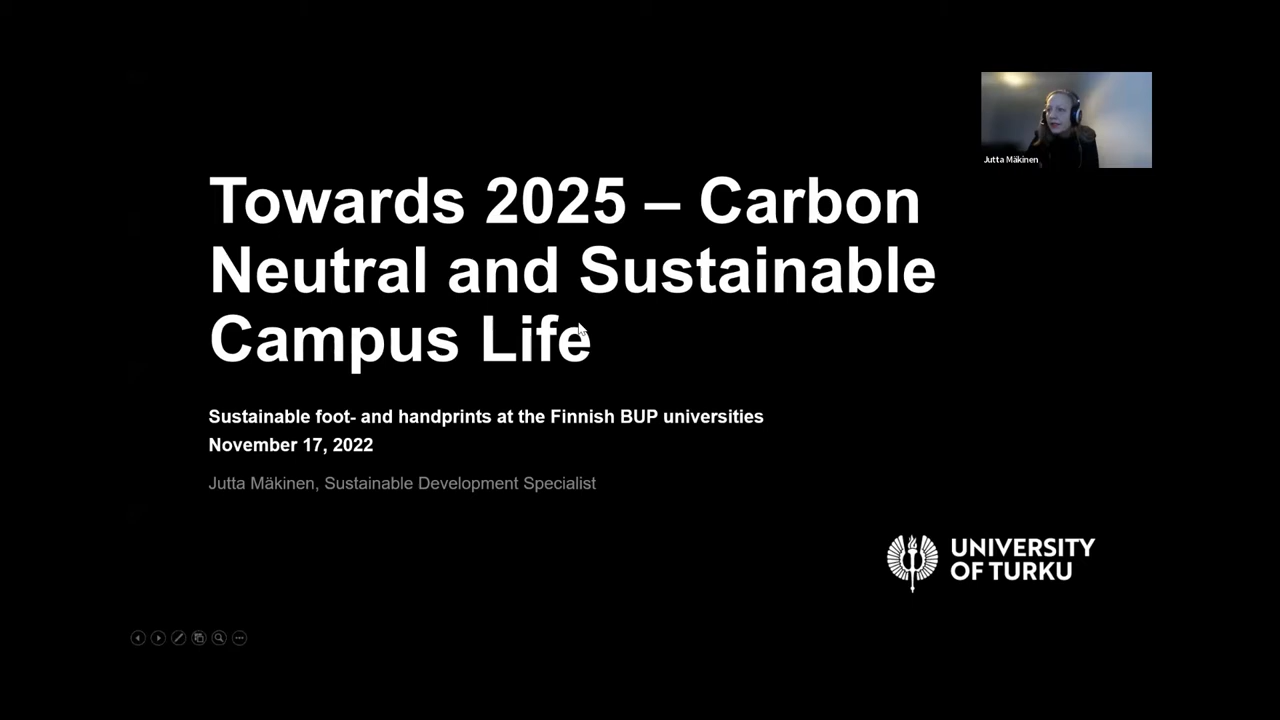 Jutta Mäkinen
Towards 2025 – Carbon
Neutral and Sustainable
Campus Life
Sustainable foot- and handprints at the Finnish BUP universities
November 17, 2022
Jutta Mäkinen, Sustainable Development Specialist
UNIVERSITY
OF TURKU